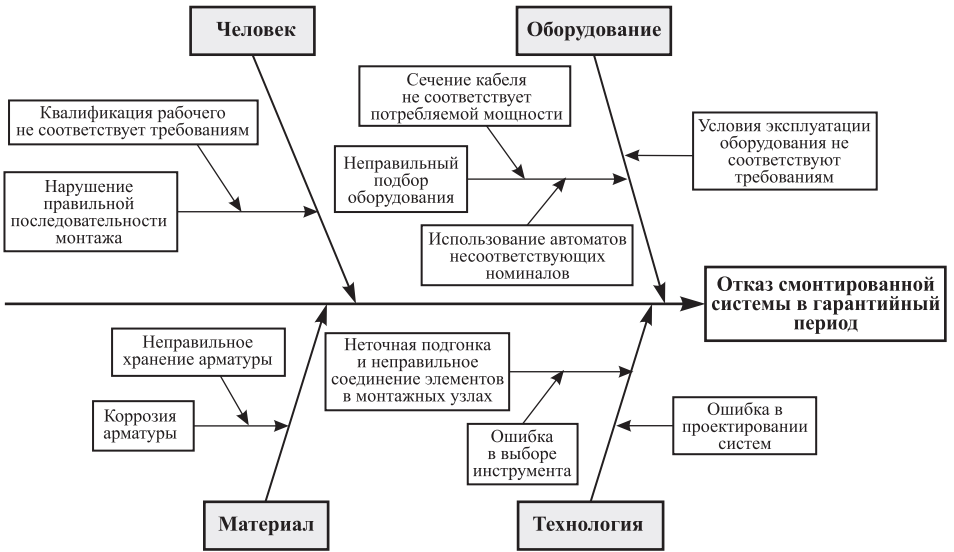 Человек
Оборудование
Сечение кабеля
не соответствует
потребляемой мощности
Квалификация рабочего
не соответствует требованиям
Условия эксплуатации
оборудования не
соответствуют
требованиям
Неправильный
подбор
оборудования
Нарушение
правильной
последовательности
монтажа
Использование автоматов
несоответствующих
номиналов
Отказ смонтированной
системы в гарантийный
период
Неправильное
хранение арматуры
Неточная подгонка
и неправильное
соединение элементов
в монтажных узлах
Коррозия
арматуры
Ошибка в
проектировании
систем
Ошибка
в выборе
инструмента
Материал
Технология